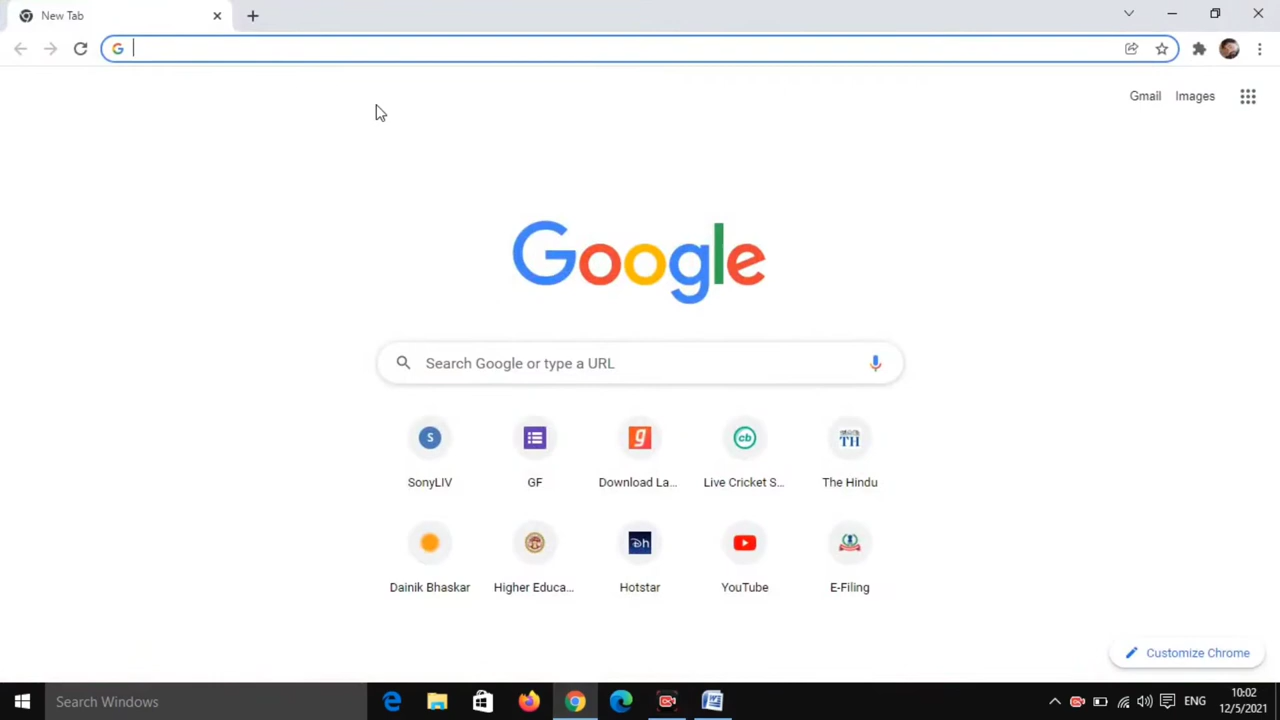 New Tab
Gmail Images
Google
Search Google or type a URL
S
g
cb
TH
SonyLIV
GF
Download La...
Live Cricket S...
The Hindu
Dh
Dainik Bhaskar
Higher Educa...
Hotstar
YouTube
E-Filing
Customize Chrome
Search Windows
ENG
10:02
12/5/2021